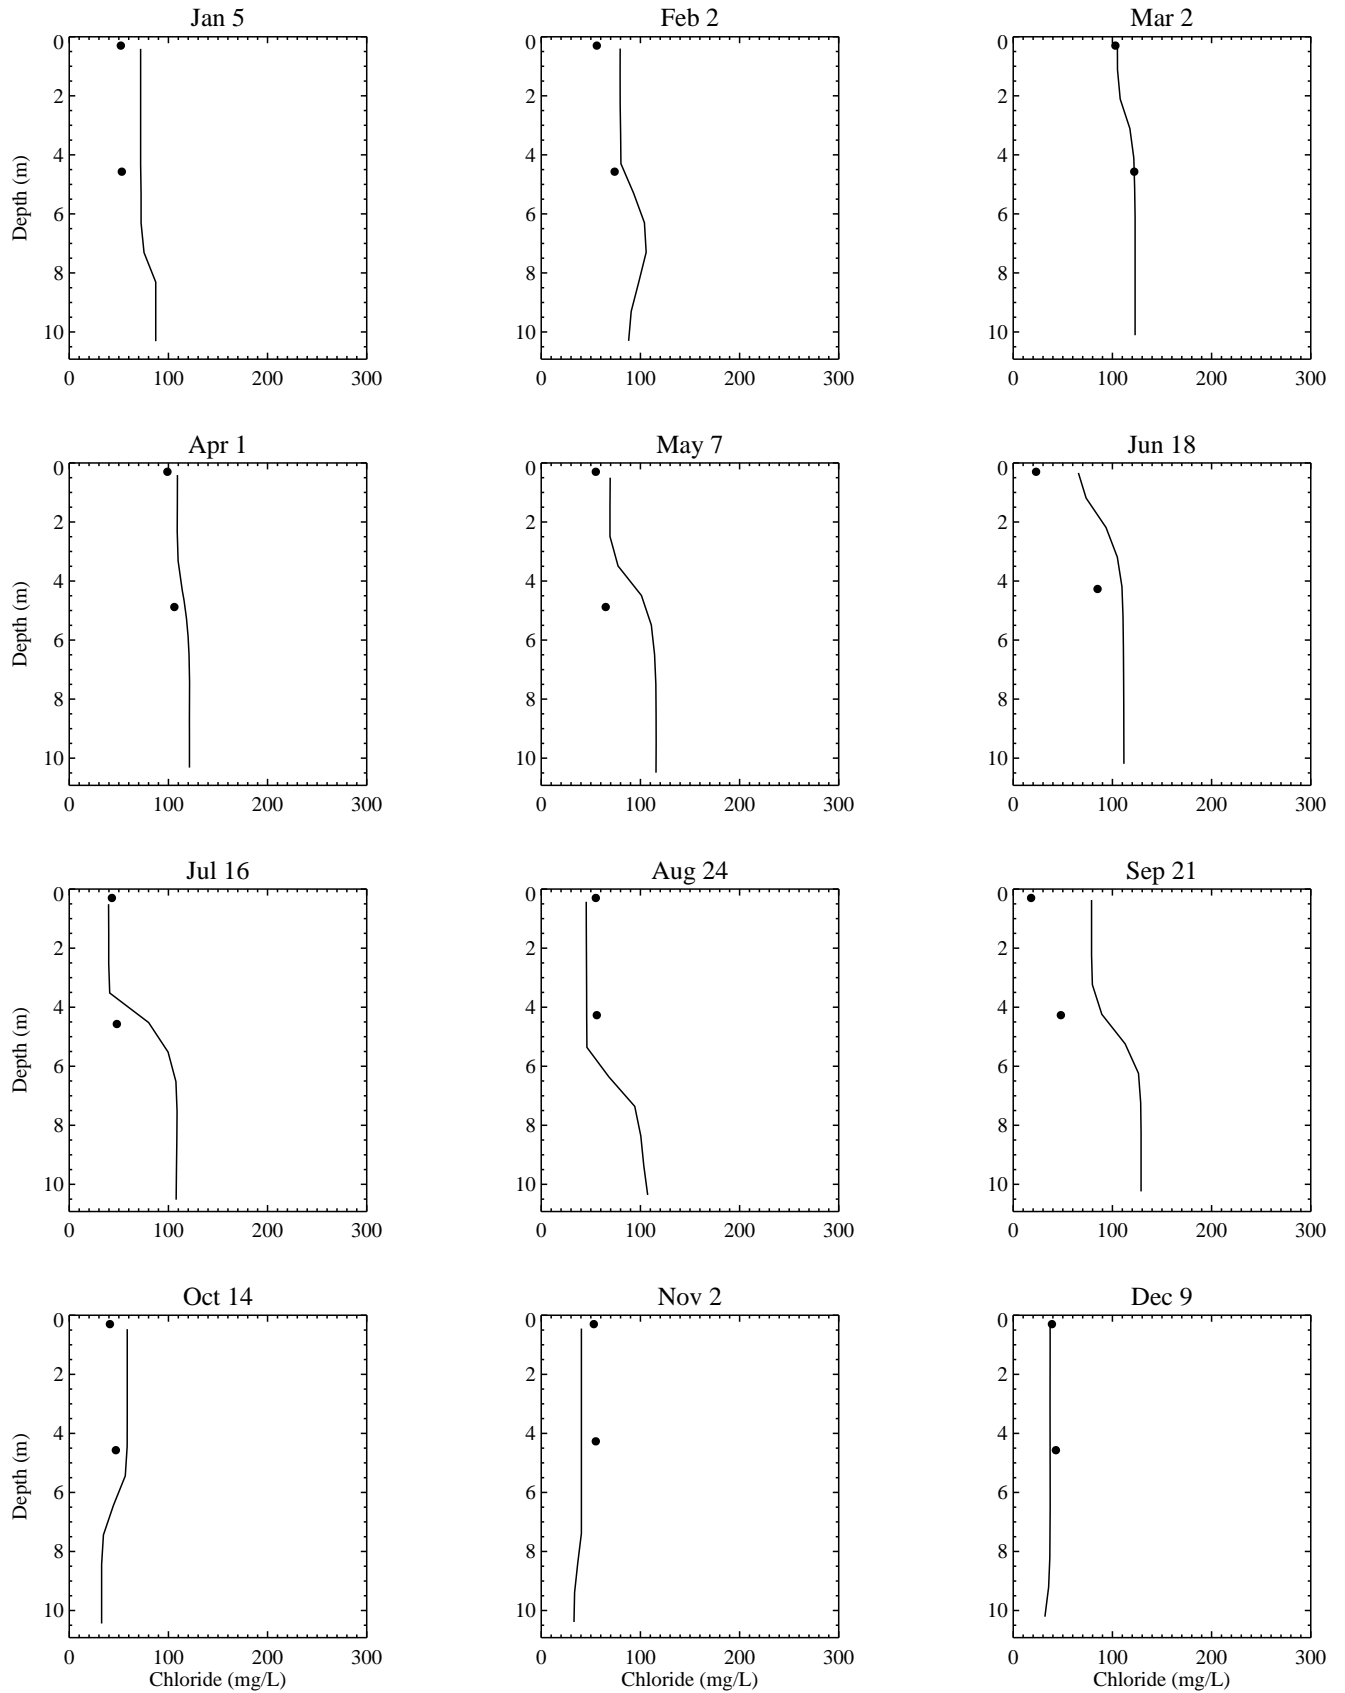 Jan 5
0
2
4
6
8
10
Depth (m)
0 100 200 300
Feb 2
0
2
4
6
8
10
0 100 200 300
Mar 2
0
2
4
6
8
10
0 100 200 300
Apr 1
0
2
4
6
8
10
Depth (m)
0 100 200 300
May 7
0
2
4
6
8
10
0 100 200 300
Jun 18
0
2
4
6
8
10
0 100 200 300
Jul 16
0
2
4
6
8
10
Depth (m)
0 100 200 300
Aug 24
0
2
4
6
8
10
0 100 200 300
Sep 21
0
2
4
6
8
10
0 100 200 300
Oct 14
0
2
4
6
8
10
Depth (m)
0 100 200 300
Chloride (mg/L)
Nov 2
0
2
4
6
8
10
0 100 200 300
Chloride (mg/L)
Dec 9
0
2
4
6
8
10
0 100 200 300
Chloride (mg/L)